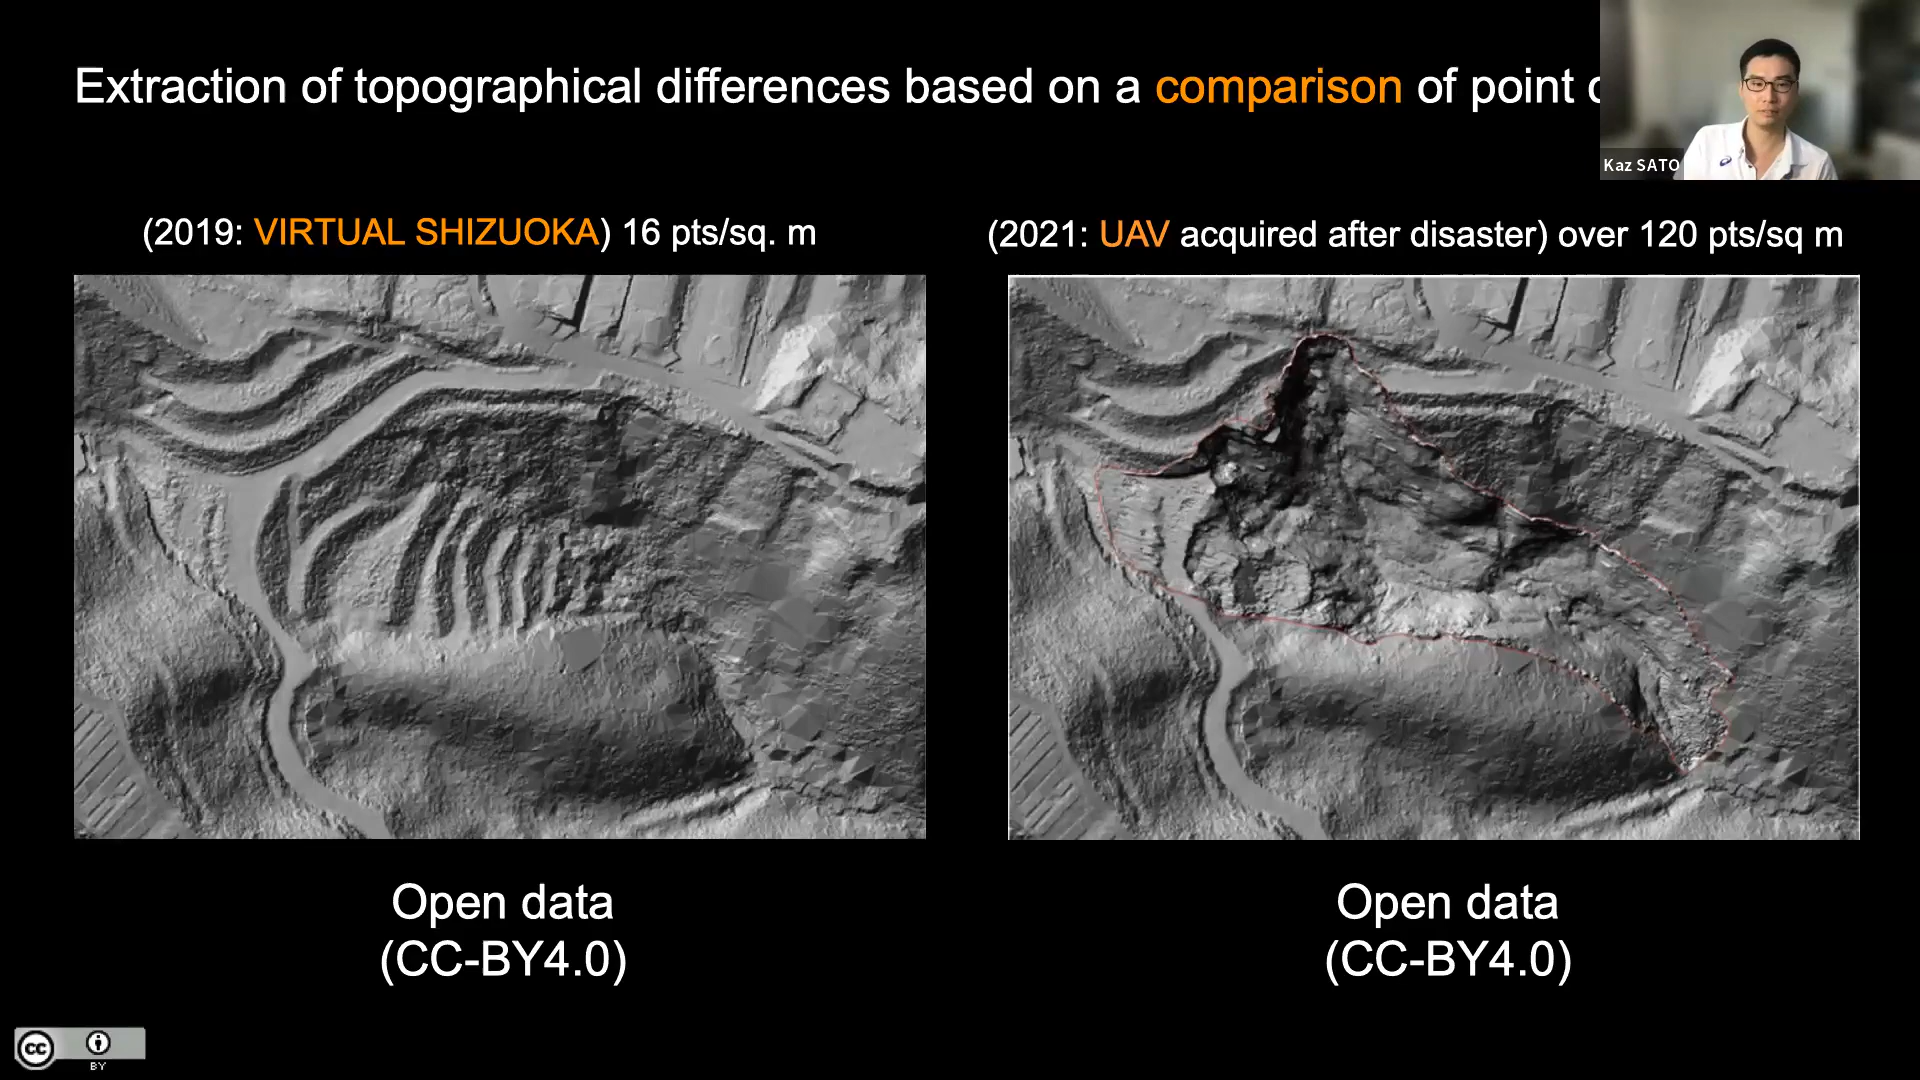 Extraction of topographical differences based on a comparison of point
Kaz SATO
(2019: VIRTUAL SHIZUOKA) 16 pts/sq. m
(2021: UAV acquired after disaster) over 120 pts/sq m
Open data
(CC-BY4.0)
Open data
(CC-BY4.0)
cc
BY